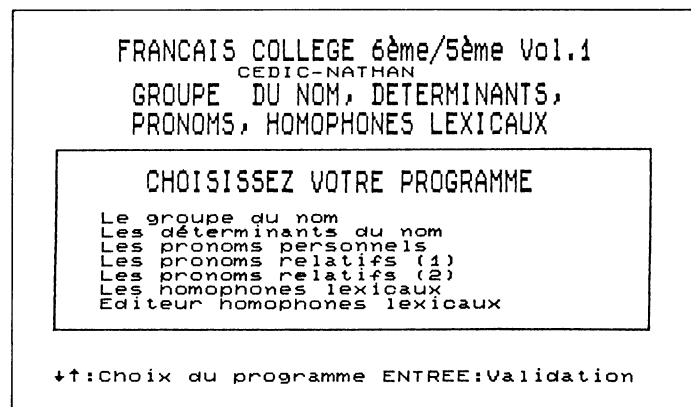 FRANCAIS COLLEGE 6ème/5ème Vol.1
CEDIC-NATHAN
GROUPE DU NOM, DETERMINANTS,
PRONOMS, HOMOPHONES LEXICAUX
CHOISISSEZ VOTRE PROGRAMME
Le groupe du nom
Les déterminants du nom
Les pronoms personnels
Les pronoms relatifs (1)
Les pronoms relatifs (2)
Les homophones lexicaux
Editeur homophones lexicaux
↓↑:Choix du programme ENTREE:Validation